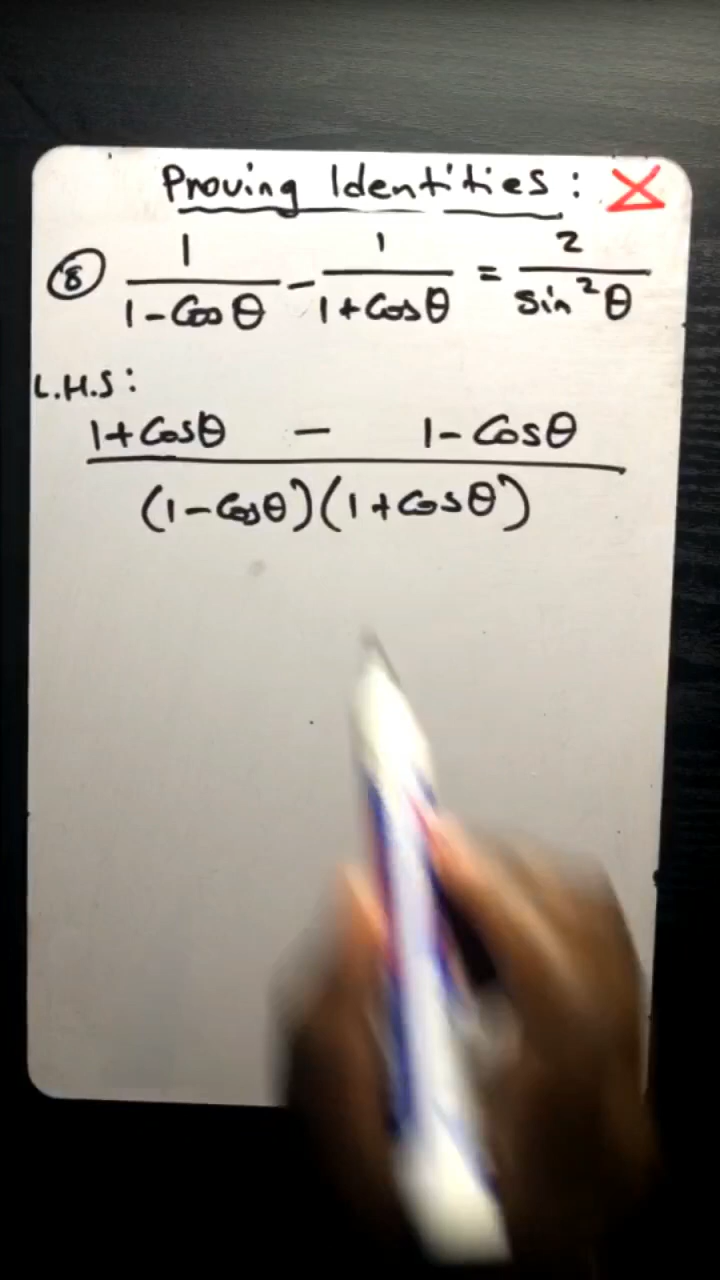 Proving Identities:
⑧ 1/(1-Cosθ) - 1/(1+Cosθ) = 2/sin²θ
L.H.S:
1+Cosθ - 1-Cosθ
(1-Cosθ)(1+Cosθ)